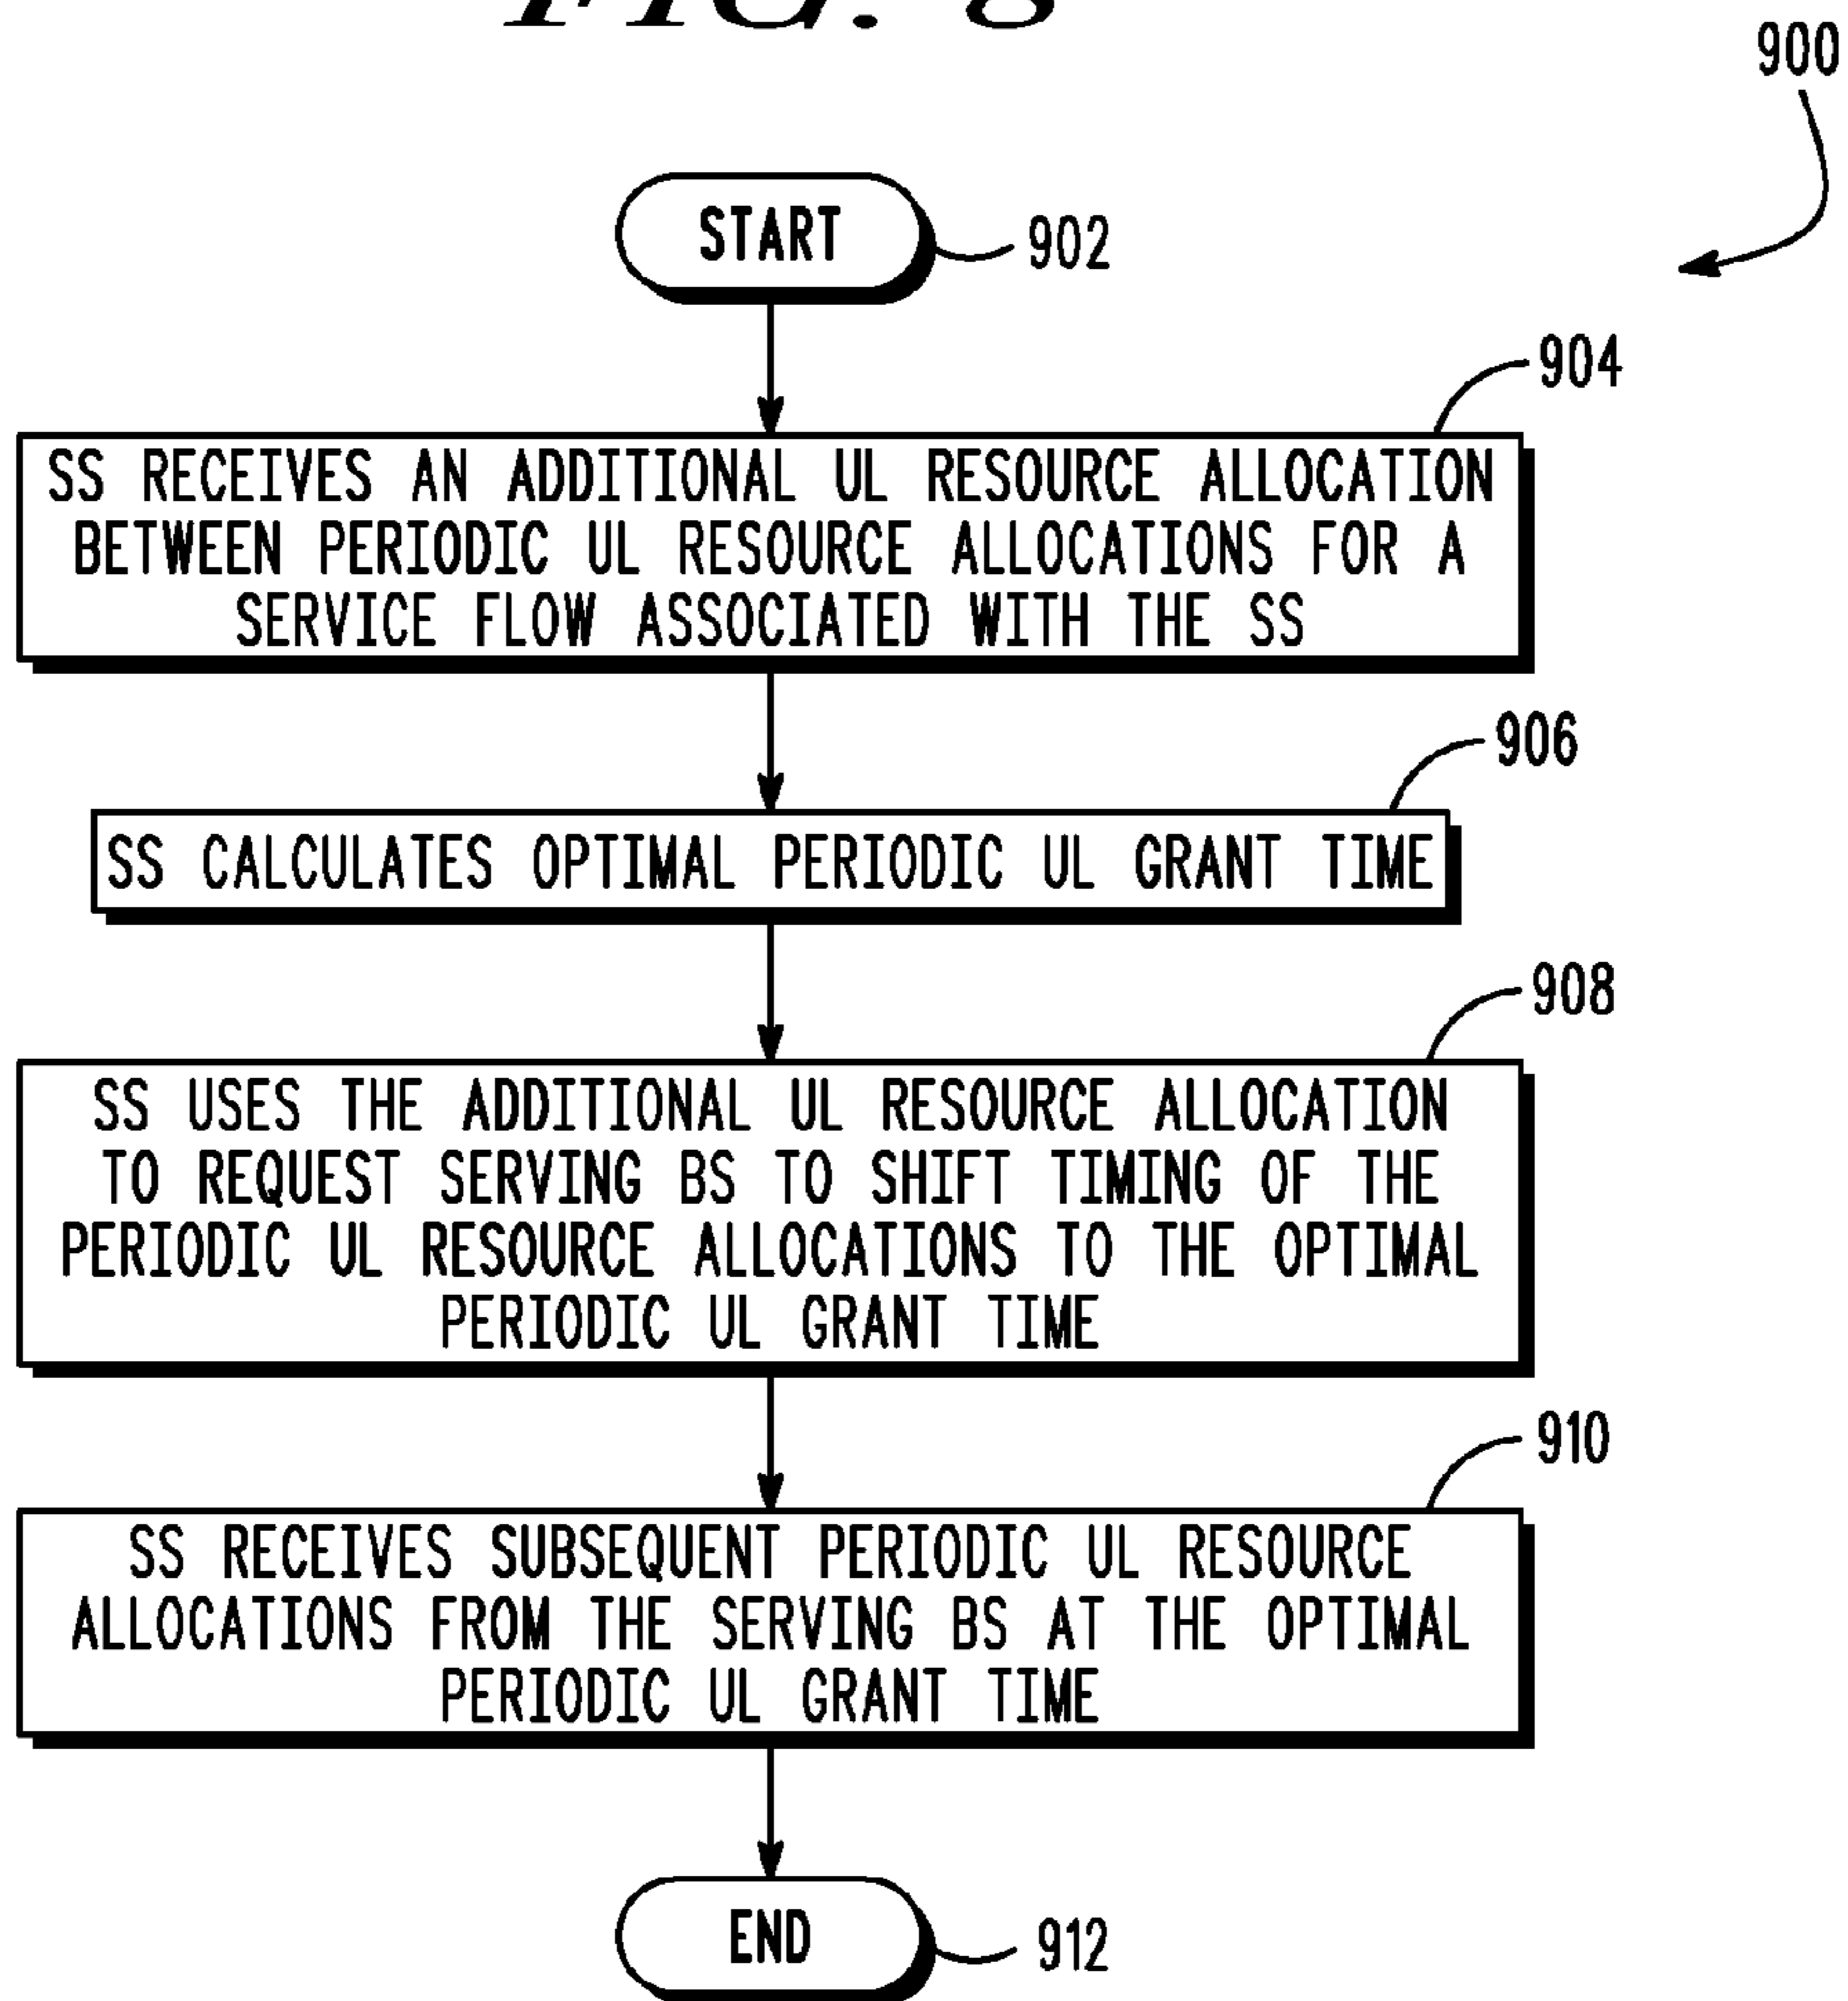 FIG. 8
900
START
902
904
SS RECEIVES AN ADDITIONAL UL RESOURCE ALLOCATION
BETWEEN PERIODIC UL RESOURCE ALLOCATIONS FOR A
SERVICE FLOW ASSOCIATED WITH THE SS
906
SS CALCULATES OPTIMAL PERIODIC UL GRANT TIME
908
SS USES THE ADDITIONAL UL RESOURCE ALLOCATION
TO REQUEST SERVING BS TO SHIFT TIMING OF THE
PERIODIC UL RESOURCE ALLOCATIONS TO THE OPTIMAL
PERIODIC UL GRANT TIME
910
SS RECEIVES SUBSEQUENT PERIODIC UL RESOURCE
ALLOCATIONS FROM THE SERVING BS AT THE OPTIMAL
PERIODIC UL GRANT TIME
END
912